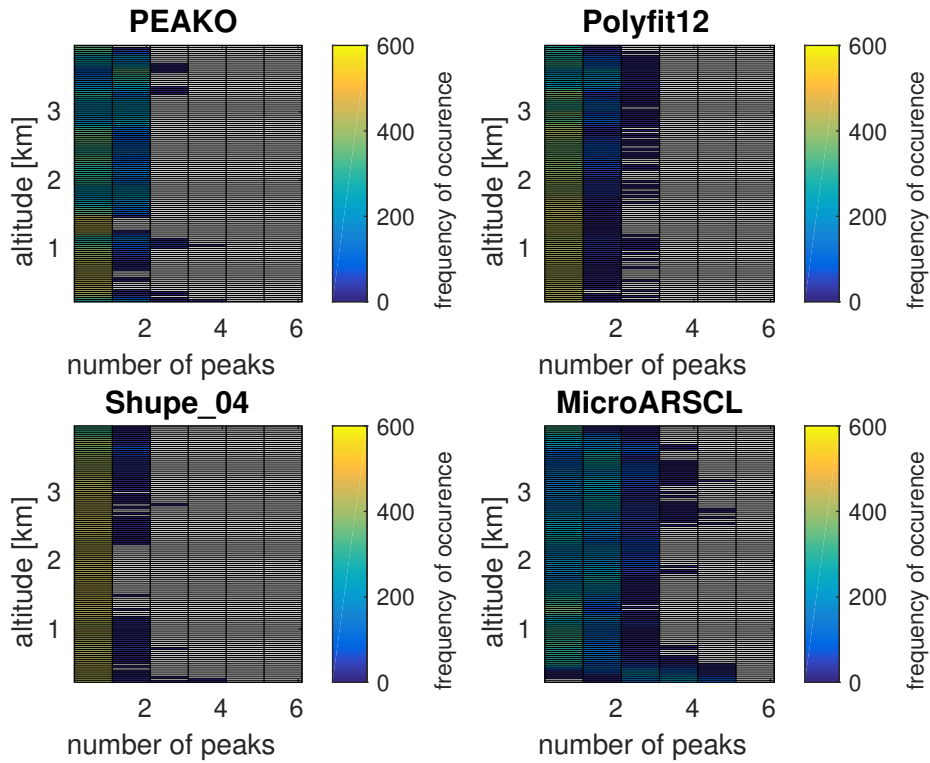 PEAKO
altitude [km]
3
2
1
2 4 6
number of peaks
600
400
200
0
frequency of occurence
Polyfit12
altitude [km]
3
2
1
2 4 6
number of peaks
600
400
200
0
frequency of occurence
Shupe_04
altitude [km]
3
2
1
2 4 6
number of peaks
600
400
200
0
frequency of occurence
MicroARSCL
altitude [km]
3
2
1
2 4 6
number of peaks
600
400
200
0
frequency of occurence